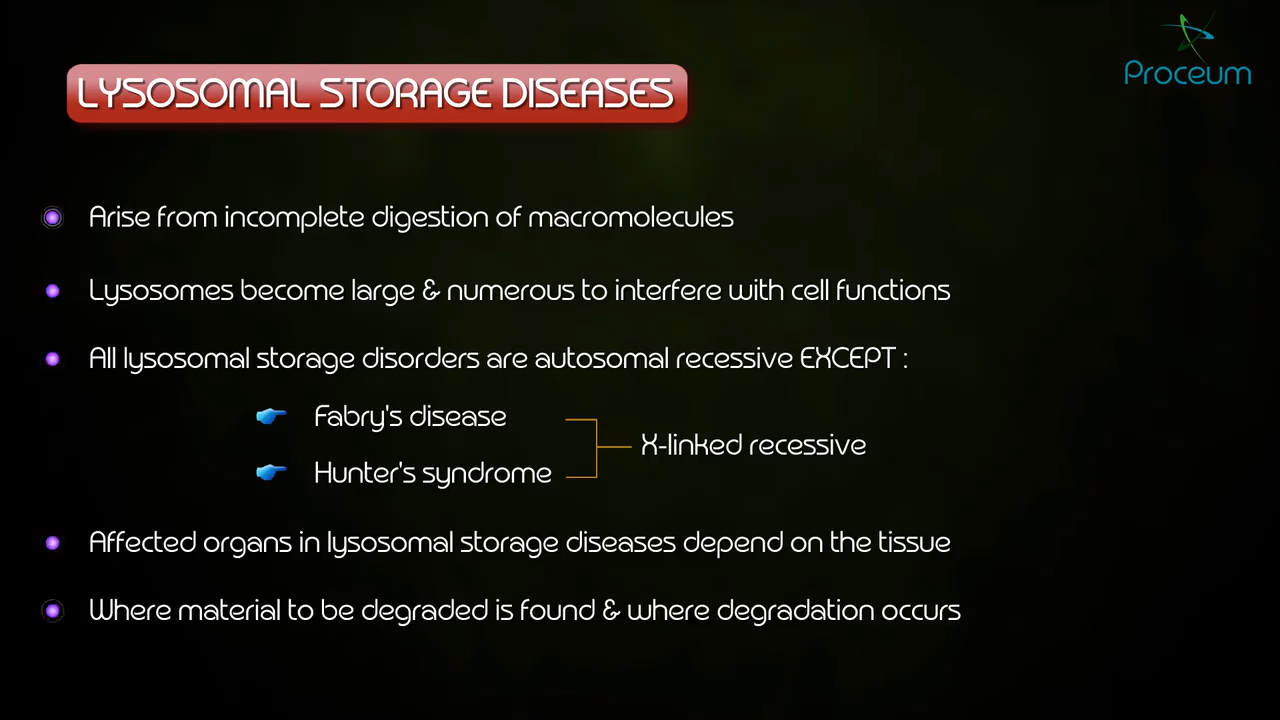 Proceum
LYSOSOMAL STORAGE DISEASES
Arise from incomplete digestion of macromolecules
Lysosomes become large & numerous to interfere with cell functions
All lysosomal storage disorders are autosomal recessive EXCEPT :
Fabry's disease
X-linked recessive
Hunter's syndrome
Affected organs in lysosomal storage diseases depend on the tissue
Where material to be degraded is found & where degradation occurs